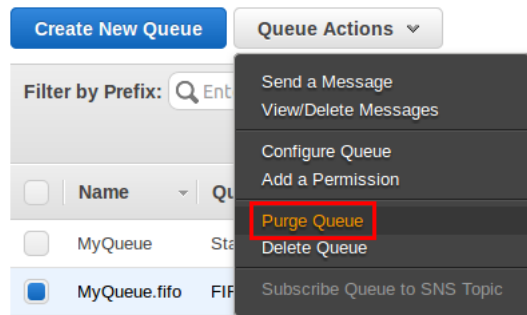 Create New Queue Queue Actions
Send a Message
Filter by Prefix: Ent
View/Delete Messages
Configure Queue
Add a Permission
Name
Purge Queue
MyQueue
Delete Queue
MyQueue.fifo
Subscribe Queue to SNS Topic